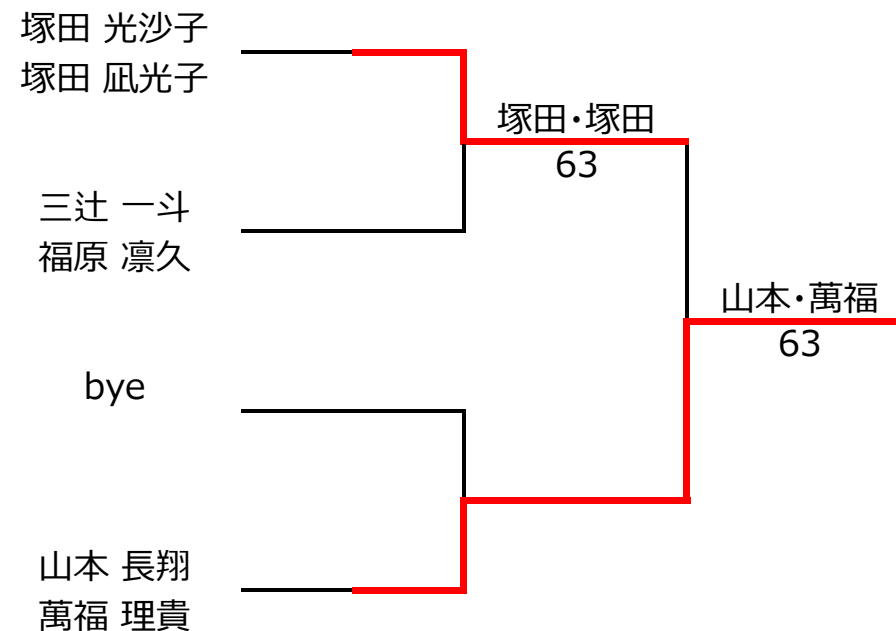 塚田 光沙子
塚田 凪光子
塚田・塚田
63
三辻 一斗
福原 凛久
山本・萬福
63
bye
山本 長翔
萬福 理貴